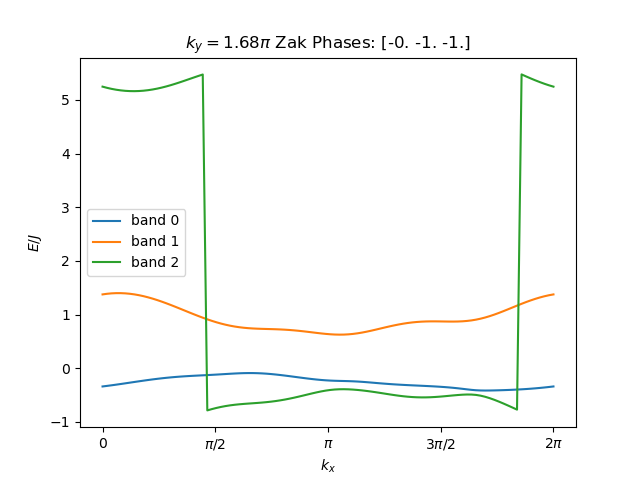 $k_y = 1.68\pi$ Zak Phases: [-0. -1. -1.]
E/J
5
4
3
2
1
0
−1
band 0
band 1
band 2
0
π/2
π
3π/2
2π
$k_x$